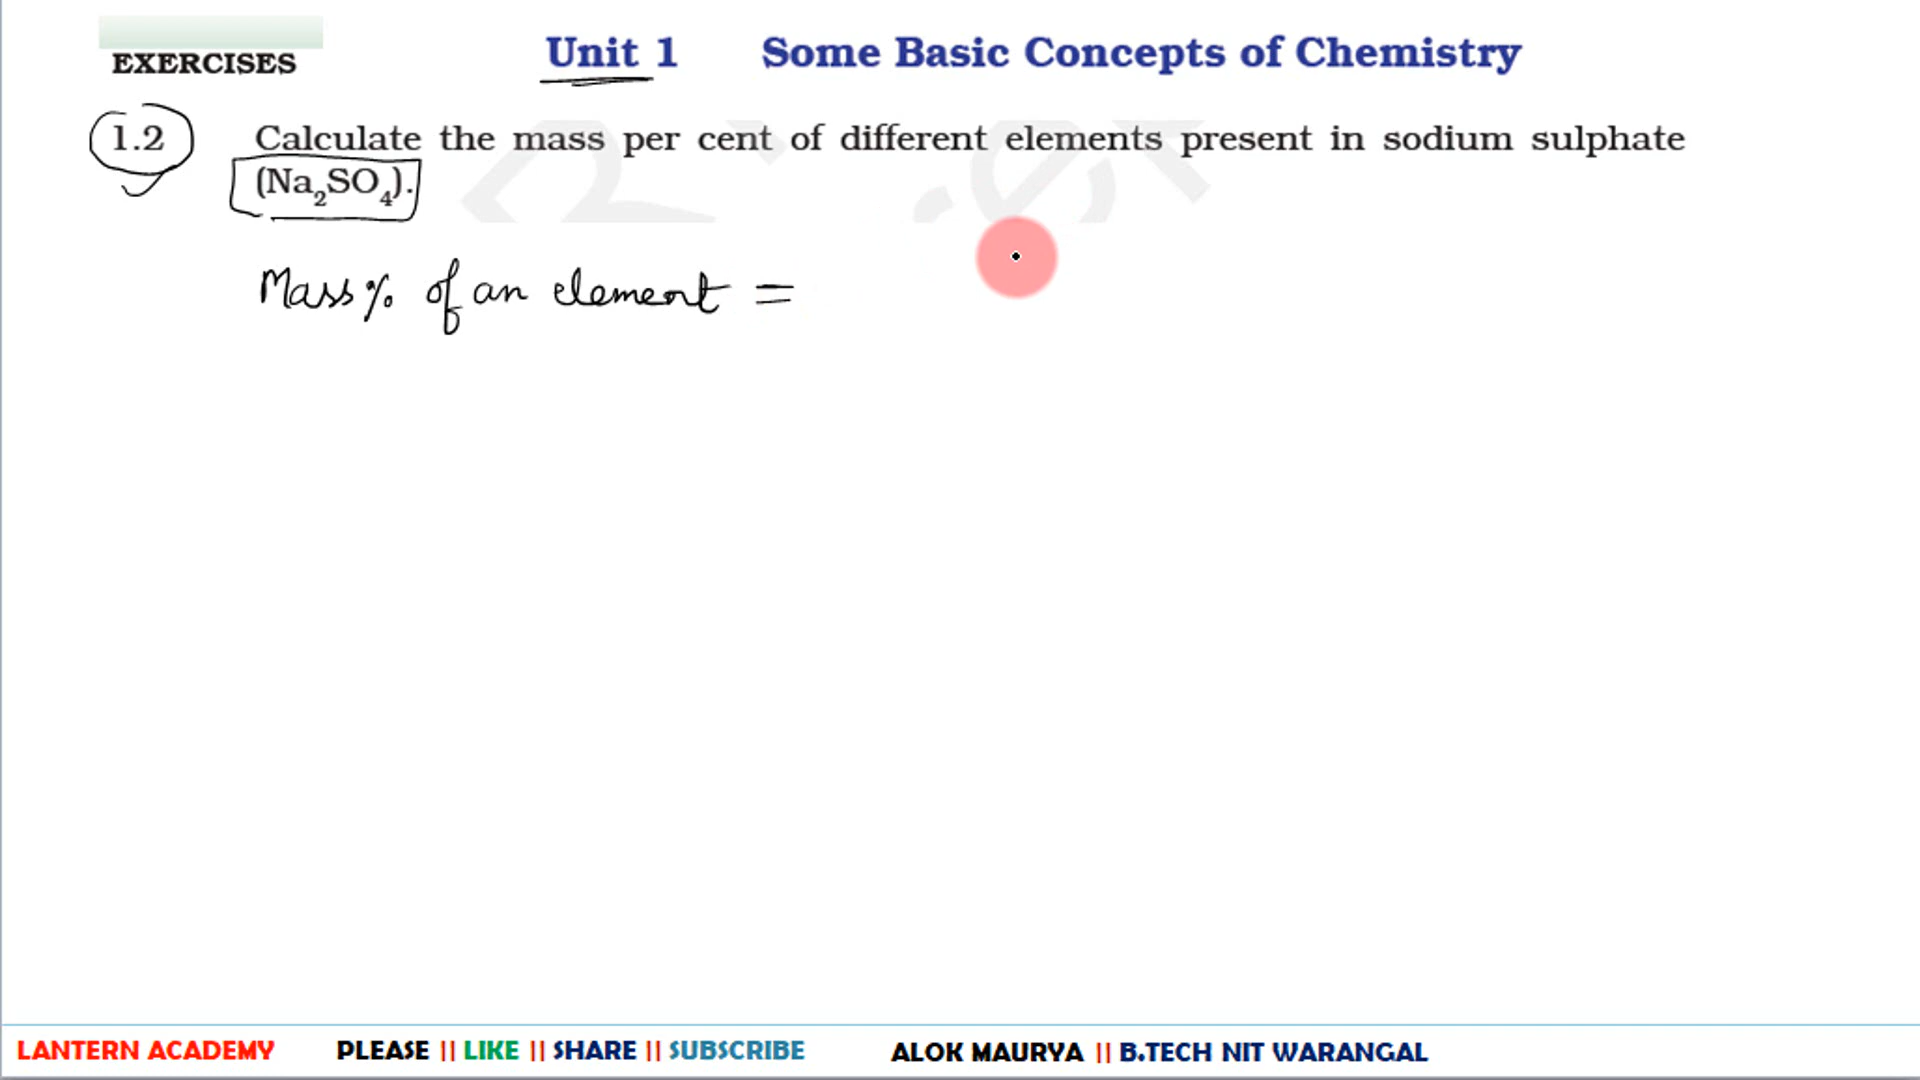 EXERCISES
Unit 1 Some Basic Concepts of Chemistry
1.2 Calculate the mass per cent of different elements present in sodium sulphate
(Na₂SO₄).
Mass% of an element =
LANTERN ACADEMY PLEASE || LIKE || SHARE || SUBSCRIBE ALOK MAURYA || B.TECH NIT WARANGAL